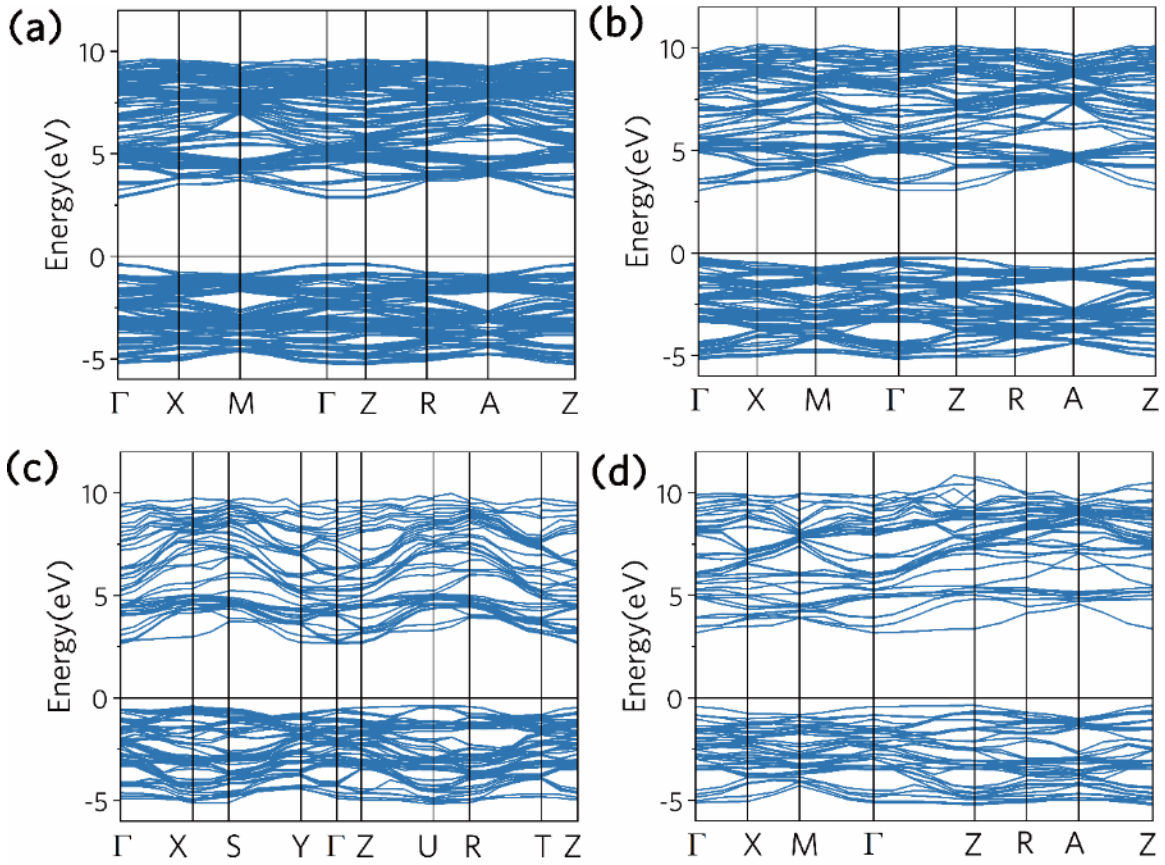 (a)
(b)
Energy(eV)
10
5
0
-5
Γ X M Γ Z R A Z
Energy(eV)
10
5
0
-5
Γ X M Γ Z R A Z
(c)
(d)
Energy(eV)
10
5
0
-5
Γ X S Y Γ Z U R T Z
Energy(eV)
10
5
0
-5
Γ X M Γ Z R A Z